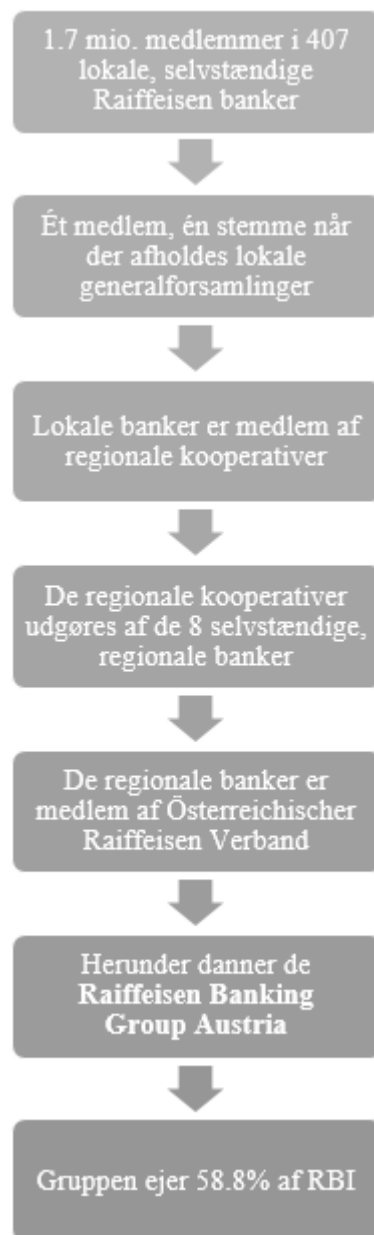 1.7 mio. medlemmer i 407
lokale, selvstændige
Raiffeisen banker
Ét medlem, én stemme når
der afholdes lokale
generalforsamlinger
Lokale banker er medlem af
regionale kooperativer
De regionale kooperativer
udgøres af de 8 selvstændige,
regionale banker
De regionale banker er
medlem af Österreichischer
Raiffeisen Verband
Herunder danner de
Raiffeisen Banking
Group Austria
Gruppen ejer 58.8% af RBI